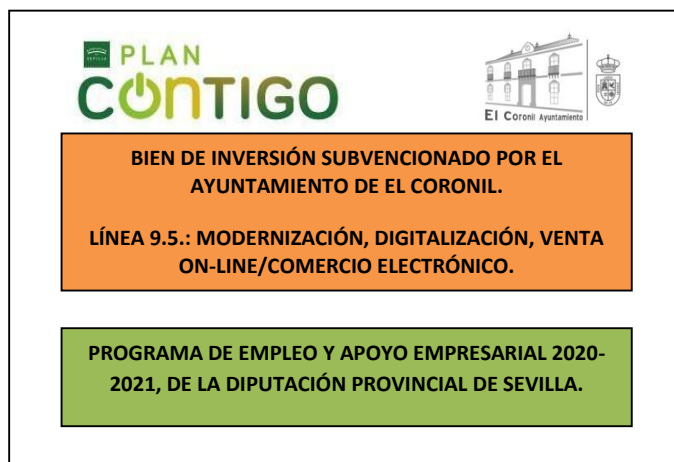 PLAN
CONTIGO
SEVILLA
El Coronil Ayuntamiento
BIEN DE INVERSIÓN SUBVENCIONADO POR EL
AYUNTAMIENTO DE EL CORONIL.
LÍNEA 9.5.: MODERNIZACIÓN, DIGITALIZACIÓN, VENTA
ON-LINE/COMERCIO ELECTRÓNICO.
PROGRAMA DE EMPLEO Y APOYO EMPRESARIAL 2020-
2021, DE LA DIPUTACIÓN PROVINCIAL DE SEVILLA.